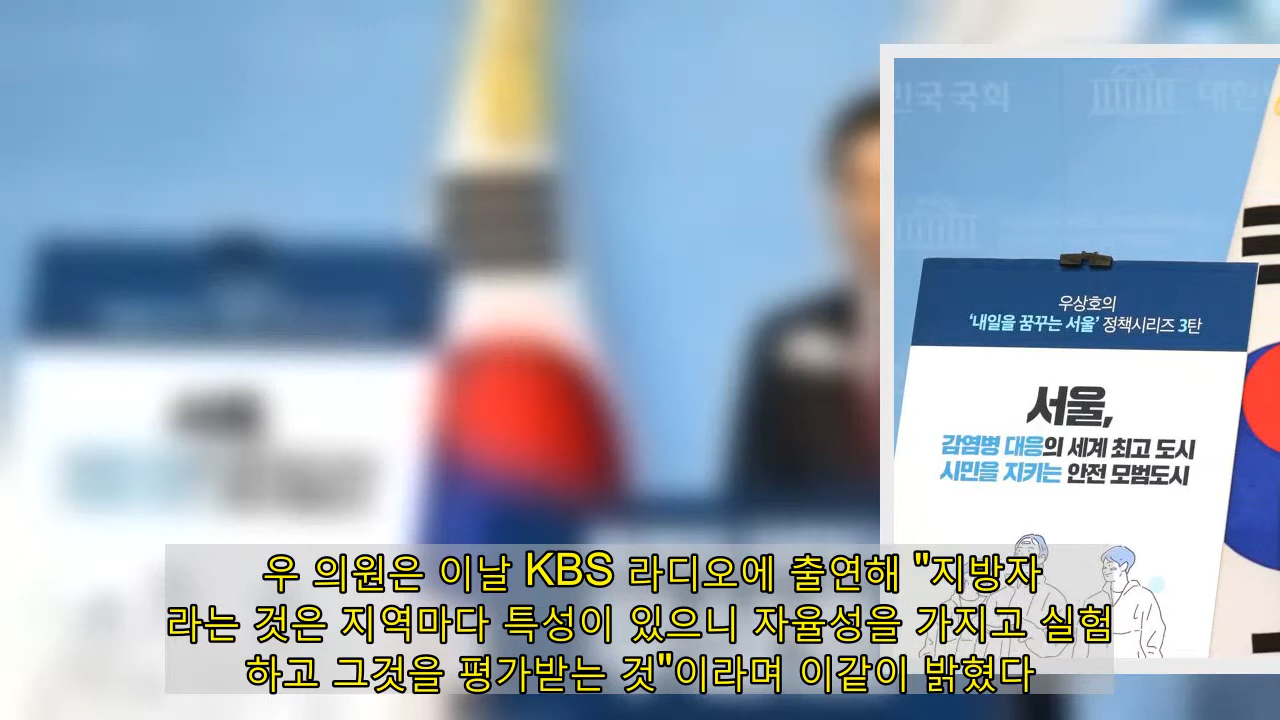 민국국회
대한
우상호의
‘내일을 꿈꾸는 서울’ 정책시리즈 3탄
서울,
감염병 대응의 세계 최고 도시
시민을 지키는 안전 모범도시
우 의원은 이날 KBS 라디오에 출연해 "지방자
라는 것은 지역마다 특성이 있으니 자율성을 가지고 실험
하고 그것을 평가받는 것"이라며 이같이 밝혔다